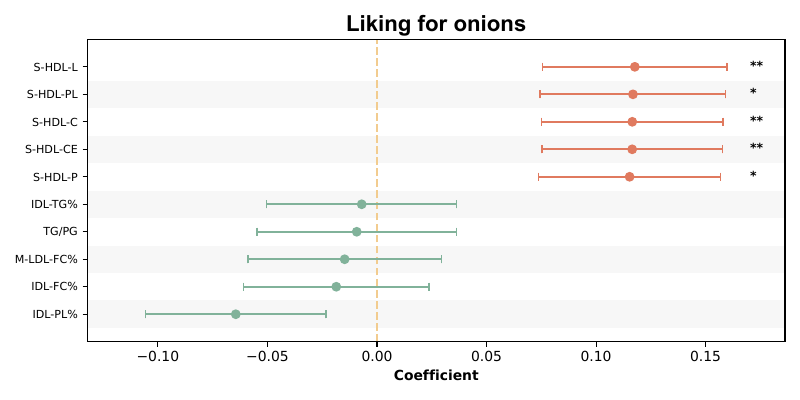 Liking for onions
S-HDL-L **
S-HDL-PL *
S-HDL-C **
S-HDL-CE **
S-HDL-P *
IDL-TG%
TG/PG
M-LDL-FC%
IDL-FC%
IDL-PL%
−0.10 −0.05 0.00 0.05 0.10 0.15
Coefficient